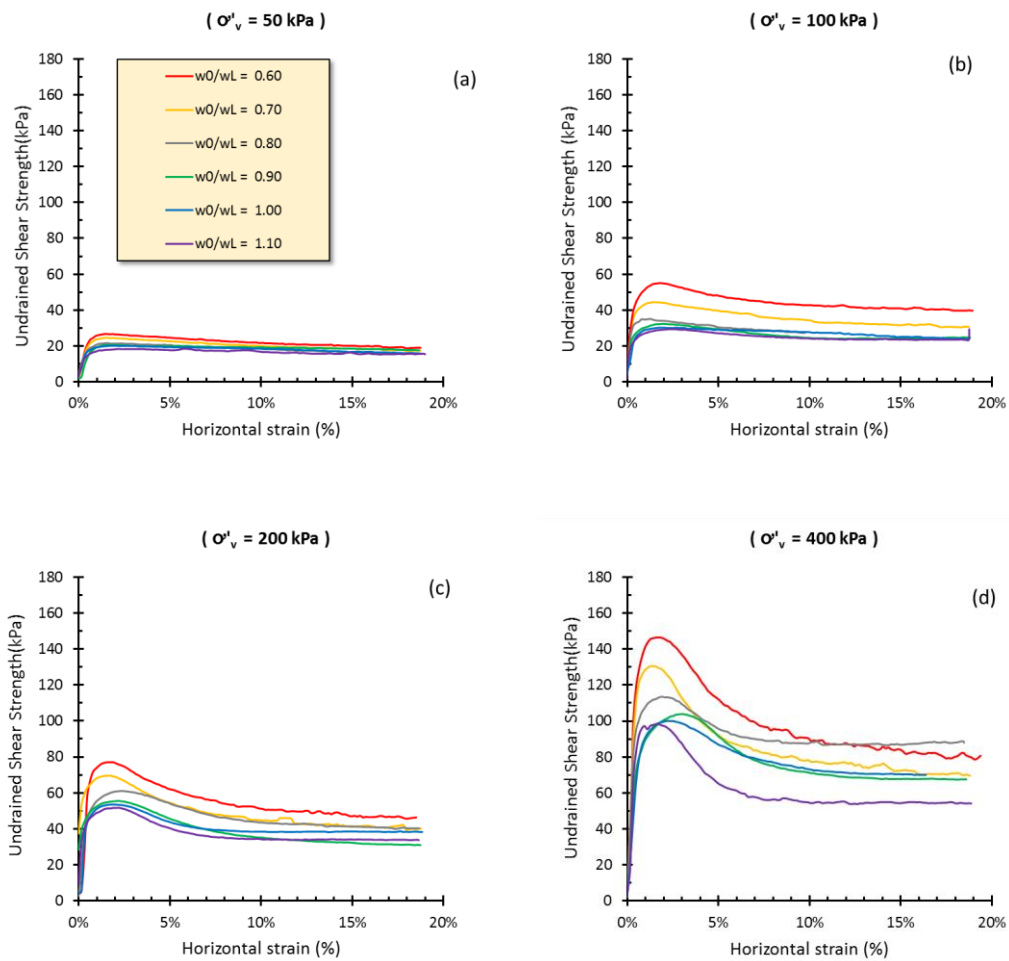 ( σ'v = 50 kPa )
(a)
Undrained Shear Strength(kPa)
180
160
140
120
100
80
60
40
20
0
w0/wL = 0.60
w0/wL = 0.70
w0/wL = 0.80
w0/wL = 0.90
w0/wL = 1.00
w0/wL = 1.10
0% 5% 10% 15% 20%
Horizontal strain (%)
( σ'v = 100 kPa )
(b)
Undrained Shear Strength (kPa)
180
160
140
120
100
80
60
40
20
0
0% 5% 10% 15% 20%
Horizontal strain (%)
( σ'v = 200 kPa )
(c)
Undrained Shear Strength(kPa)
180
160
140
120
100
80
60
40
20
0
0% 5% 10% 15% 20%
Horizontal strain (%)
( σ'v = 400 kPa )
(d)
Undrained Shear Strength(kPa)
180
160
140
120
100
80
60
40
20
0
0% 5% 10% 15% 20%
Horizontal strain (%)